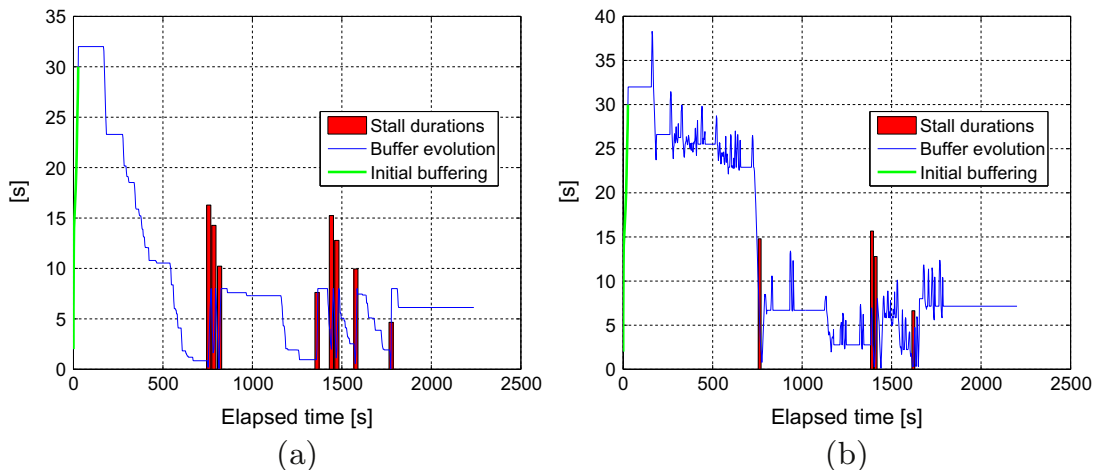 35
30
25
20
15
10
5
0
[s]
0 500 1000 1500 2000 2500
Elapsed time [s]
Stall durations
Buffer evolution
Initial buffering
(a)
40
35
30
25
20
15
10
5
0
[s]
0 500 1000 1500 2000 2500
Elapsed time [s]
Stall durations
Buffer evolution
Initial buffering
(b)